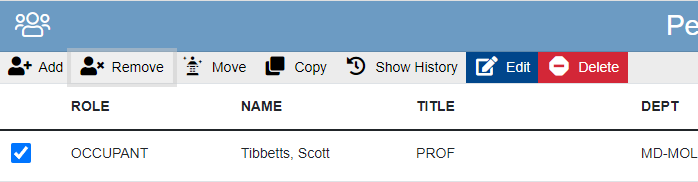 Pe
Add Remove Move Copy Show History Edit Delete
ROLE NAME TITLE DEPT
OCCUPANT Tibbetts, Scott PROF MD-MOL